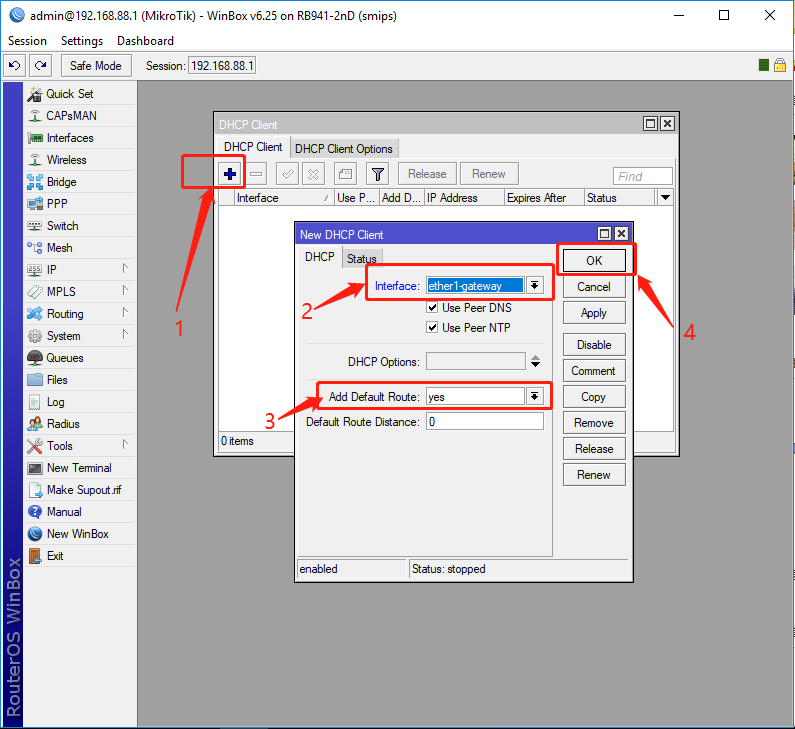 admin@192.168.88.1 (MikroTik) - WinBox v6.25 on RB941-2nD (smips)
Session Settings Dashboard
Safe Mode Session: 192.168.88.1
Quick Set
CAPsMAN
Interfaces
Wireless
Bridge
PPP
Switch
Mesh
IP
MPLS
Routing
System
Queues
Files
Log
Radius
Tools
New Terminal
Make Supout.rif
Manual
New WinBox
Exit
RouterOS WinBox
DHCP Client
DHCP Client DHCP Client Options
Release Renew Find
Interface Use P... Add D... IP Address Expires After Status
0 items
New DHCP Client
DHCP Status
Interface: ether1-gateway
Use Peer DNS
Use Peer NTP
DHCP Options:
Add Default Route: yes
Default Route Distance: 0
enabled Status: stopped
OK
Cancel
Apply
Disable
Comment
Copy
Remove
Release
Renew
1
2
3
4